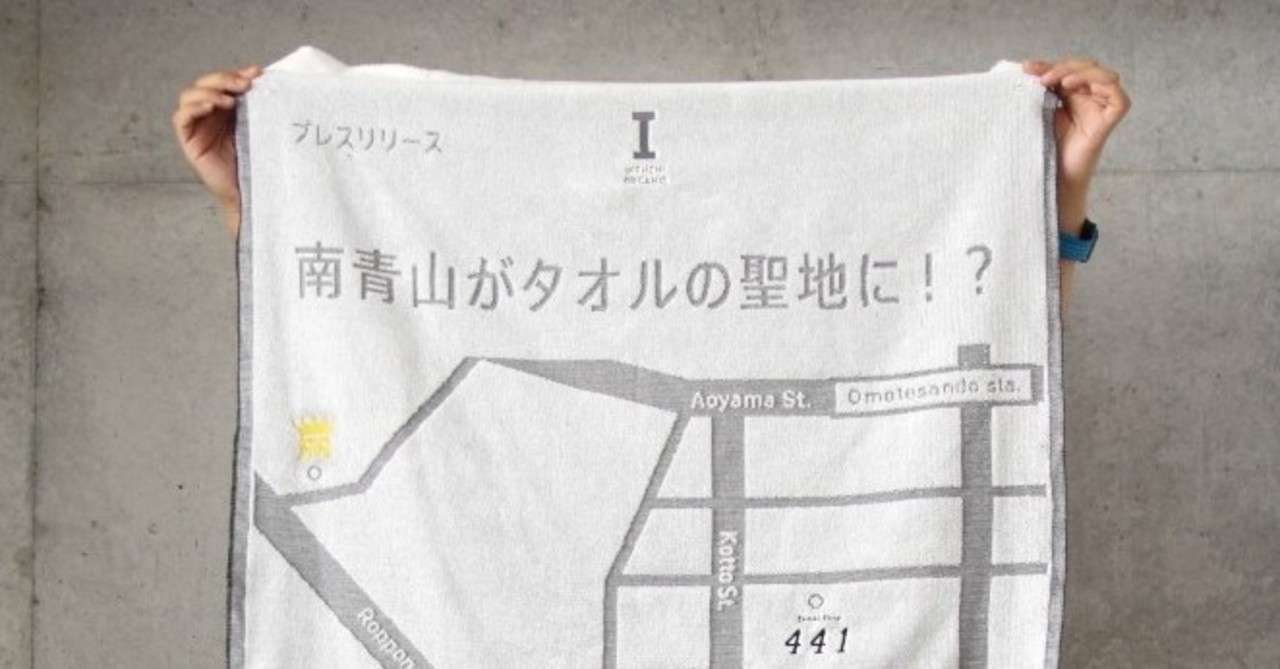 プレスリリース
I
南青山がタオルの聖地に！？
Aoyama St.
Omotesando sta.
Kotto St.
Roppon
441